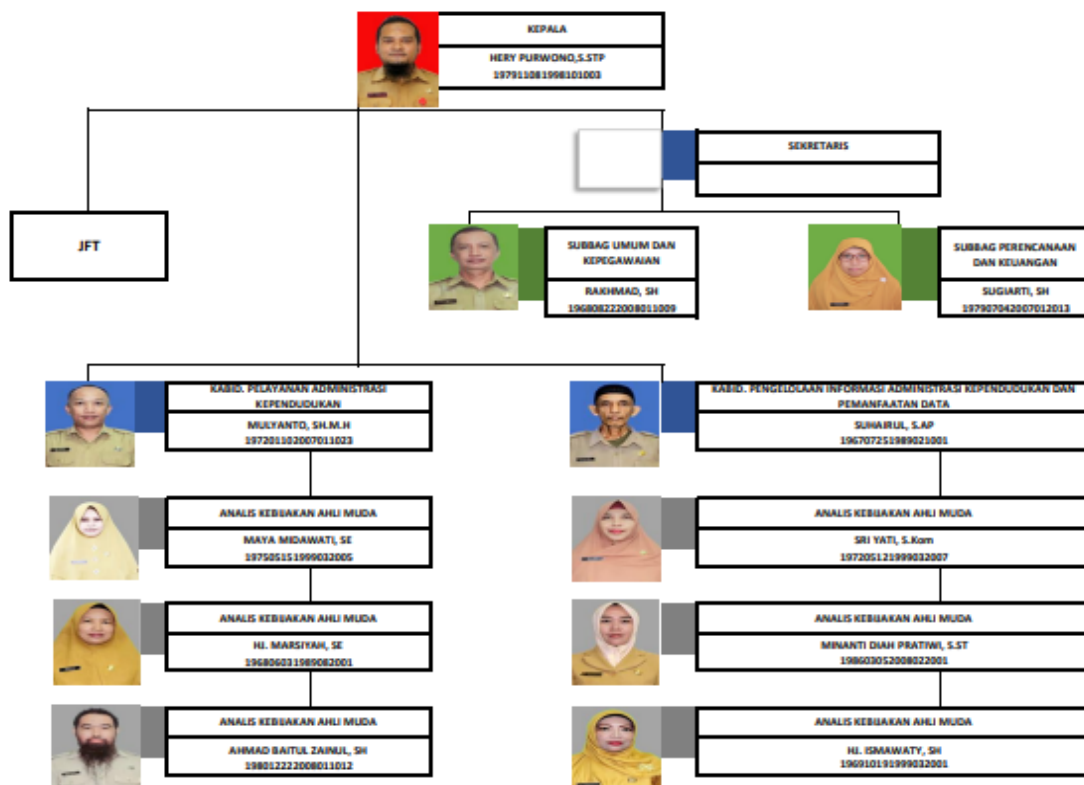 KEPALA
HERY PURWONO,S.STP
197911081998101003
SEKRETARIS
JFT
SUBBAG UMUM DAN
KEPEGAWAIAN
RAKHMAD, SH
196808222008011009
SUBBAG PERENCANAAN
DAN KEUANGAN
SUGIARTI, SH
197907042007012013
KABID. PELAYANAN ADMINISTRASI
KEPENDUDUKAN
MULYANTO, SH.M.H
197201102007011023
KABID. PENGELOLAAN INFORMASI ADMINISTRASI KEPENDUDUKAN DAN
PEMANFAATAN DATA
SUHAIRUL, S.AP
196707251989021001
ANALIS KEBIJAKAN AHLI MUDA
MAYA MIDAWATI, SE
197505151999032005
ANALIS KEBIJAKAN AHLI MUDA
SRI YATI, S.Kom
197205121999032007
ANALIS KEBIJAKAN AHLI MUDA
HJ. MARSIYAH, SE
196806031989082001
ANALIS KEBIJAKAN AHLI MUDA
MINANTI DIAH PRATIWI, S.ST
198603052008022001
ANALIS KEBIJAKAN AHLI MUDA
AHMAD BAITUL ZAINUL, SH
198012222008011012
ANALIS KEBIJAKAN AHLI MUDA
HJ. ISMAWATY, SH
196910191999032001